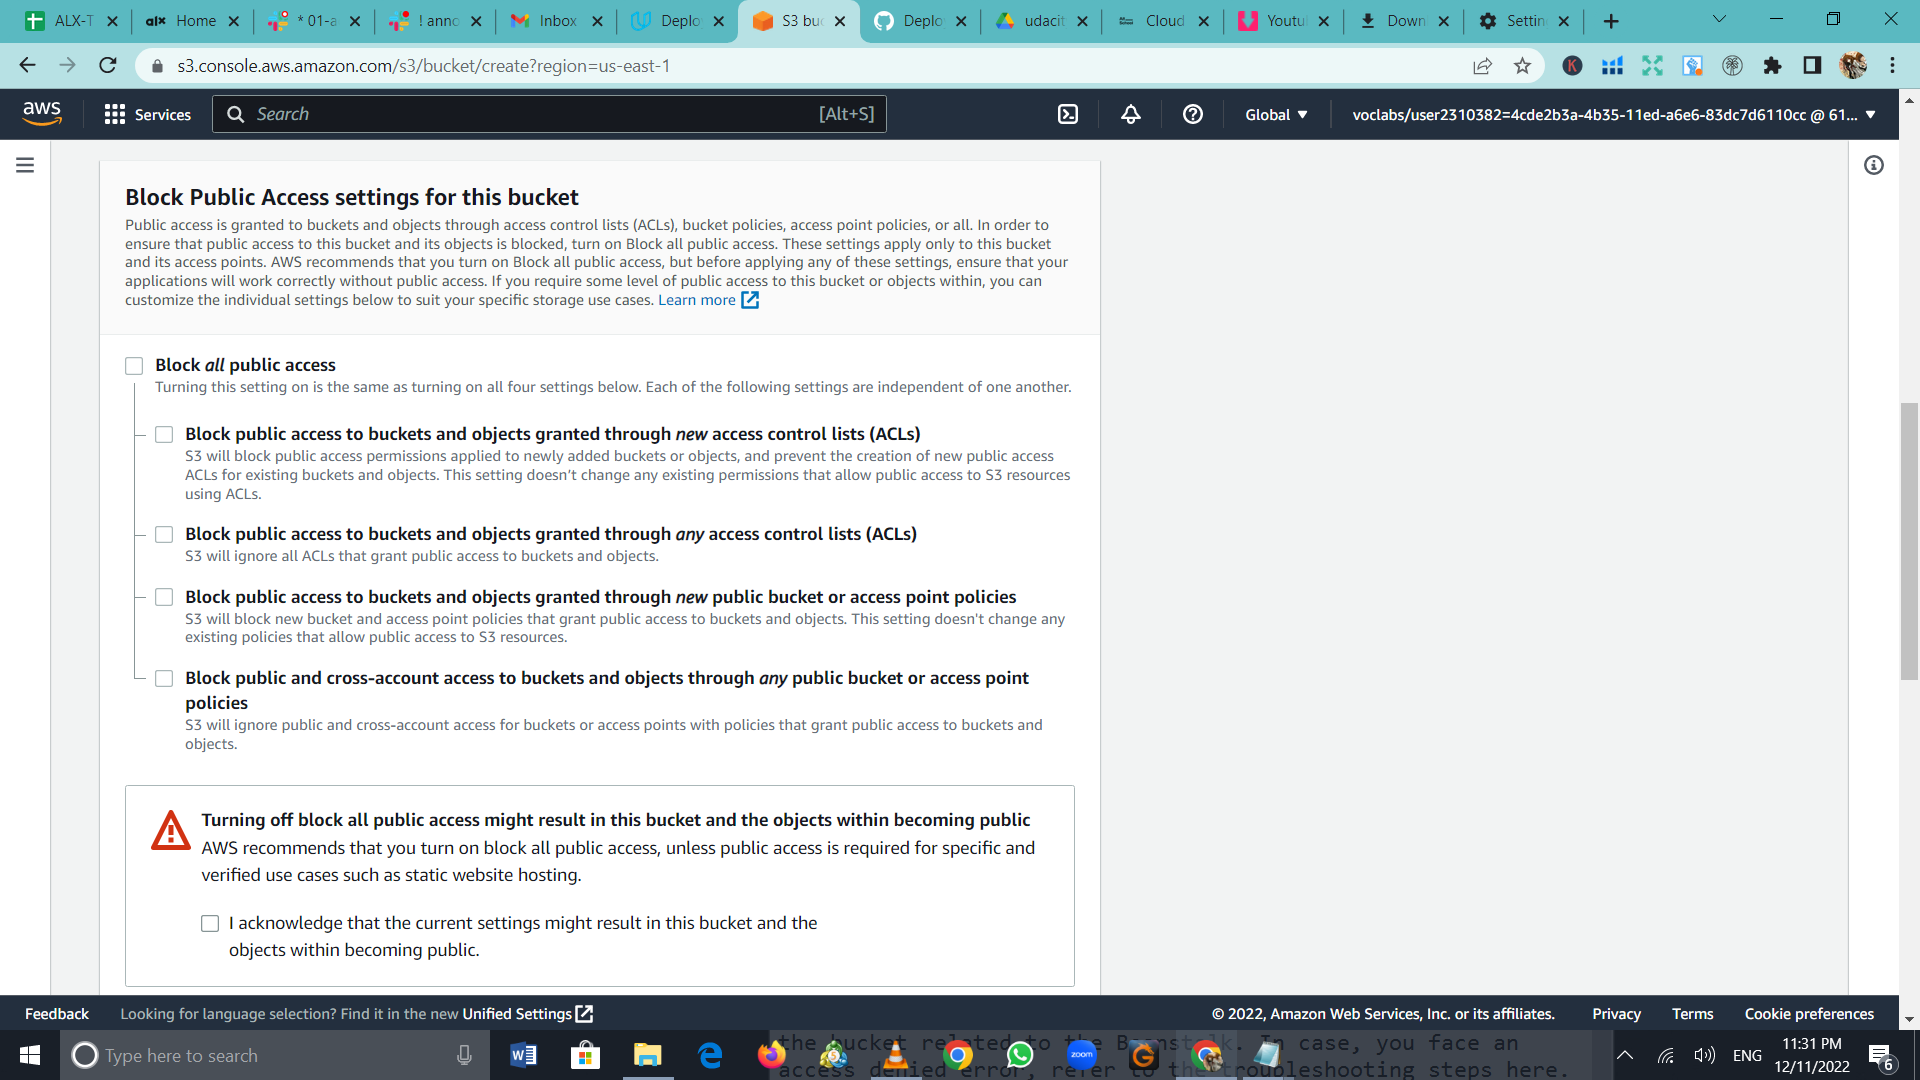 ALX-T
alx Home
* 01-a
! anno
Inbox
Deplo
S3 buc
Deplo
udacit
Cloud
Youtu
Down
Settin
s3.console.aws.amazon.com/s3/bucket/create?region=us-east-1
K
aws
Services
Search
[Alt+S]
Global ▼
voclabs/user2310382=4cde2b3a-4b35-11ed-a6e6-83dc7d6110cc @ 61... ▼
Block Public Access settings for this bucket
Public access is granted to buckets and objects through access control lists (ACLs), bucket policies, access point policies, or all. In order to
ensure that public access to this bucket and its objects is blocked, turn on Block all public access. These settings apply only to this bucket
and its access points. AWS recommends that you turn on Block all public access, but before applying any of these settings, ensure that your
applications will work correctly without public access. If you require some level of public access to this bucket or objects within, you can
customize the individual settings below to suit your specific storage use cases. Learn more
Block all public access
Turning this setting on is the same as turning on all four settings below. Each of the following settings are independent of one another.
Block public access to buckets and objects granted through new access control lists (ACLs)
S3 will block public access permissions applied to newly added buckets or objects, and prevent the creation of new public access
ACLs for existing buckets and objects. This setting doesn't change any existing permissions that allow public access to S3 resources
using ACLs.
Block public access to buckets and objects granted through any access control lists (ACLs)
S3 will ignore all ACLs that grant public access to buckets and objects.
Block public access to buckets and objects granted through new public bucket or access point policies
S3 will block new bucket and access point policies that grant public access to buckets and objects. This setting doesn't change any
existing policies that allow public access to S3 resources.
Block public and cross-account access to buckets and objects through any public bucket or access point
policies
S3 will ignore public and cross-account access for buckets or access points with policies that grant public access to buckets and
objects.
Turning off block all public access might result in this bucket and the objects within becoming public
AWS recommends that you turn on block all public access, unless public access is required for specific and
verified use cases such as static website hosting.
I acknowledge that the current settings might result in this bucket and the
objects within becoming public.
Feedback
Looking for language selection? Find it in the new Unified Settings
© 2022, Amazon Web Services, Inc. or its affiliates.
Privacy
Terms
Cookie preferences
Type here to search
the bucket related to the In case, you face an
access denied error, refer to the troubleshooting steps here.
zoom
ENG
11:31 PM
12/11/2022
6